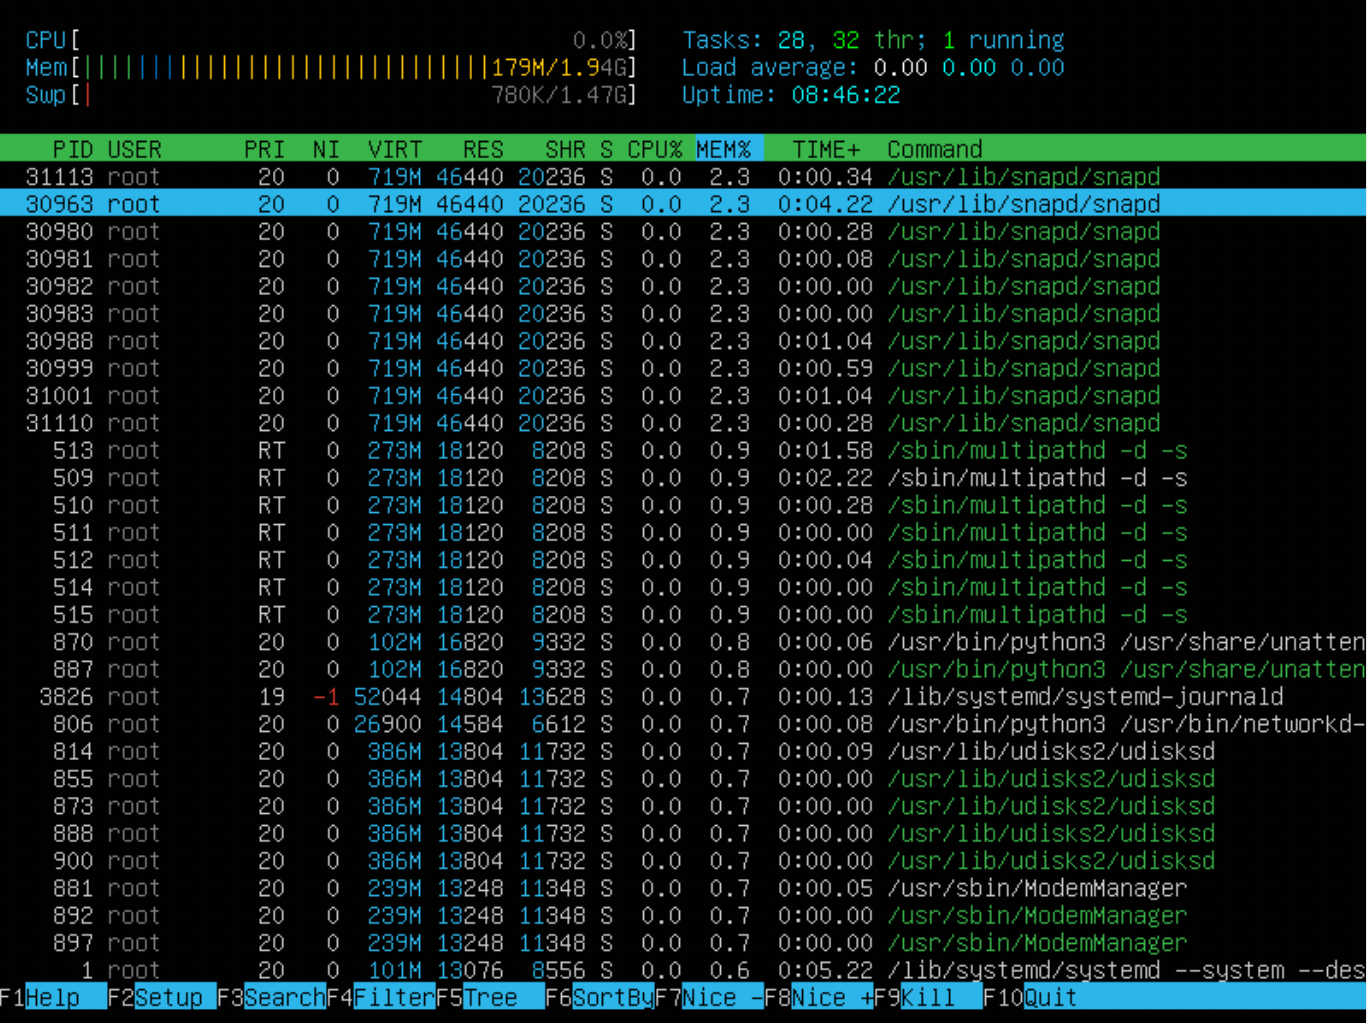 CPU[ 0.0%] Tasks: 28, 32 thr; 1 running
Mem[||||||||||||||||||||||||||||||179M/1.94G] Load average: 0.00 0.00 0.00
Swp[| 780K/1.47G] Uptime: 08:46:22
PID USER PRI NI VIRT RES SHR S CPU% MEM% TIME+ Command
31113 root 20 0 719M 46440 20236 S 0.0 2.3 0:00.34 /usr/lib/snapd/snapd
30963 root 20 0 719M 46440 20236 S 0.0 2.3 0:04.22 /usr/lib/snapd/snapd
30980 root 20 0 719M 46440 20236 S 0.0 2.3 0:00.28 /usr/lib/snapd/snapd
30981 root 20 0 719M 46440 20236 S 0.0 2.3 0:00.08 /usr/lib/snapd/snapd
30982 root 20 0 719M 46440 20236 S 0.0 2.3 0:00.00 /usr/lib/snapd/snapd
30983 root 20 0 719M 46440 20236 S 0.0 2.3 0:00.00 /usr/lib/snapd/snapd
30988 root 20 0 719M 46440 20236 S 0.0 2.3 0:01.04 /usr/lib/snapd/snapd
30999 root 20 0 719M 46440 20236 S 0.0 2.3 0:00.59 /usr/lib/snapd/snapd
31001 root 20 0 719M 46440 20236 S 0.0 2.3 0:01.04 /usr/lib/snapd/snapd
31110 root 20 0 719M 46440 20236 S 0.0 2.3 0:00.28 /usr/lib/snapd/snapd
513 root RT 0 273M 18120 8208 S 0.0 0.9 0:01.58 /sbin/multipathd -d -s
509 root RT 0 273M 18120 8208 S 0.0 0.9 0:02.22 /sbin/multipathd -d -s
510 root RT 0 273M 18120 8208 S 0.0 0.9 0:00.28 /sbin/multipathd -d -s
511 root RT 0 273M 18120 8208 S 0.0 0.9 0:00.00 /sbin/multipathd -d -s
512 root RT 0 273M 18120 8208 S 0.0 0.9 0:00.04 /sbin/multipathd -d -s
514 root RT 0 273M 18120 8208 S 0.0 0.9 0:00.00 /sbin/multipathd -d -s
515 root RT 0 273M 18120 8208 S 0.0 0.9 0:00.00 /sbin/multipathd -d -s
870 root 20 0 102M 16820 9332 S 0.0 0.8 0:00.06 /usr/bin/python3 /usr/share/unatten
887 root 20 0 102M 16820 9332 S 0.0 0.8 0:00.00 /usr/bin/python3 /usr/share/unatten
3826 root 19 -1 52044 14804 13628 S 0.0 0.7 0:00.13 /lib/systemd/systemd-journald
806 root 20 0 26900 14584 6612 S 0.0 0.7 0:00.08 /usr/bin/python3 /usr/bin/networkd-
814 root 20 0 386M 13804 11732 S 0.0 0.7 0:00.09 /usr/lib/udisks2/udisksd
855 root 20 0 386M 13804 11732 S 0.0 0.7 0:00.00 /usr/lib/udisks2/udisksd
873 root 20 0 386M 13804 11732 S 0.0 0.7 0:00.00 /usr/lib/udisks2/udisksd
888 root 20 0 386M 13804 11732 S 0.0 0.7 0:00.00 /usr/lib/udisks2/udisksd
900 root 20 0 386M 13804 11732 S 0.0 0.7 0:00.00 /usr/lib/udisks2/udisksd
881 root 20 0 239M 13248 11348 S 0.0 0.7 0:00.05 /usr/sbin/ModemManager
892 root 20 0 239M 13248 11348 S 0.0 0.7 0:00.00 /usr/sbin/ModemManager
897 root 20 0 239M 13248 11348 S 0.0 0.7 0:00.00 /usr/sbin/ModemManager
1 root 20 0 101M 13076 8556 S 0.0 0.6 0:05.22 /lib/systemd/systemd --system --des
F1Help F2Setup F3SearchF4FilterF5Tree F6SortByF7Nice -F8Nice +F9Kill F10Quit